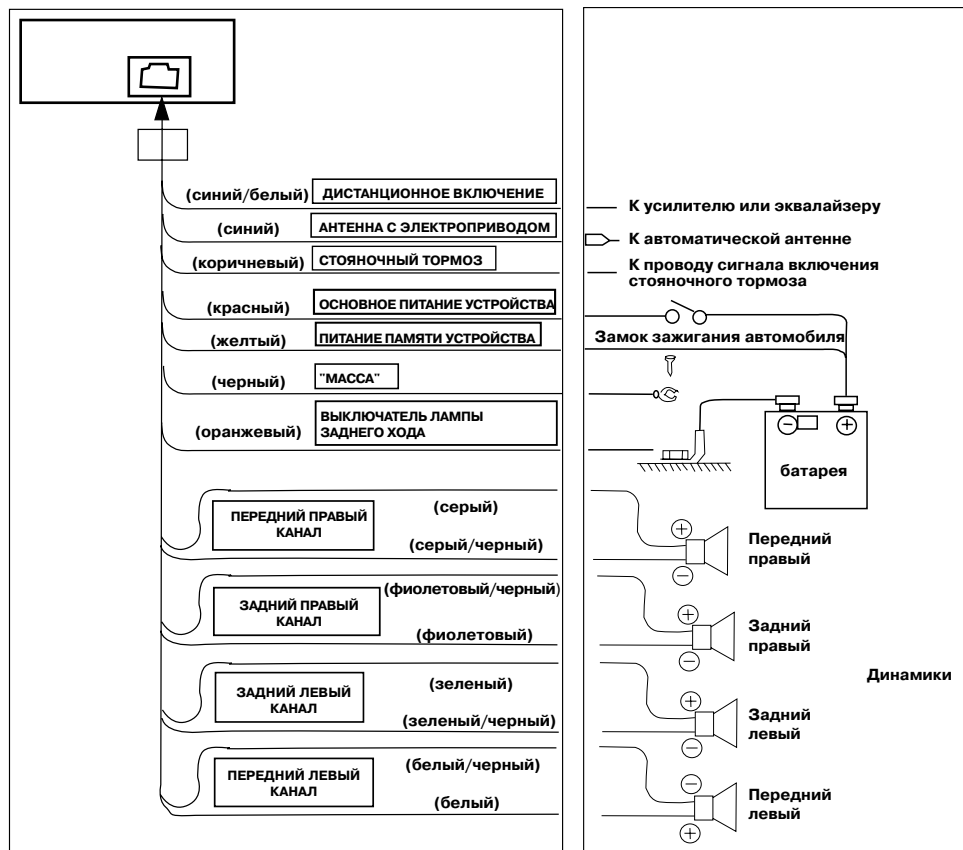 (синий/белый) ДИСТАНЦИОННОЕ ВКЛЮЧЕНИЕ
(синий) АНТЕННА С ЭЛЕКТРОПРИВОДОМ
(коричневый) СТОЯНОЧНЫЙ ТОРМОЗ
(красный) ОСНОВНОЕ ПИТАНИЕ УСТРОЙСТВА
(желтый) ПИТАНИЕ ПАМЯТИ УСТРОЙСТВА
(черный) "МАССА"
(оранжевый) ВЫКЛЮЧАТЕЛЬ ЛАМПЫ
ЗАДНЕГО ХОДА
ПЕРЕДНИЙ ПРАВЫЙ
КАНАЛ
(серый)
(серый/черный)
ЗАДНИЙ ПРАВЫЙ
КАНАЛ
(фиолетовый/черный)
(фиолетовый)
ЗАДНИЙ ЛЕВЫЙ
КАНАЛ
(зеленый)
(зеленый/черный)
ПЕРЕДНИЙ ЛЕВЫЙ
КАНАЛ
(белый/черный)
(белый)
К усилителю или эквалайзеру
К автоматической антенне
К проводу сигнала включения
стояночного тормоза
Замок зажигания автомобиля
− +
батарея
+
−
Передний
правый
+
−
Задний
правый
+
−
Задний
левый
−
+
Передний
левый
Динамики